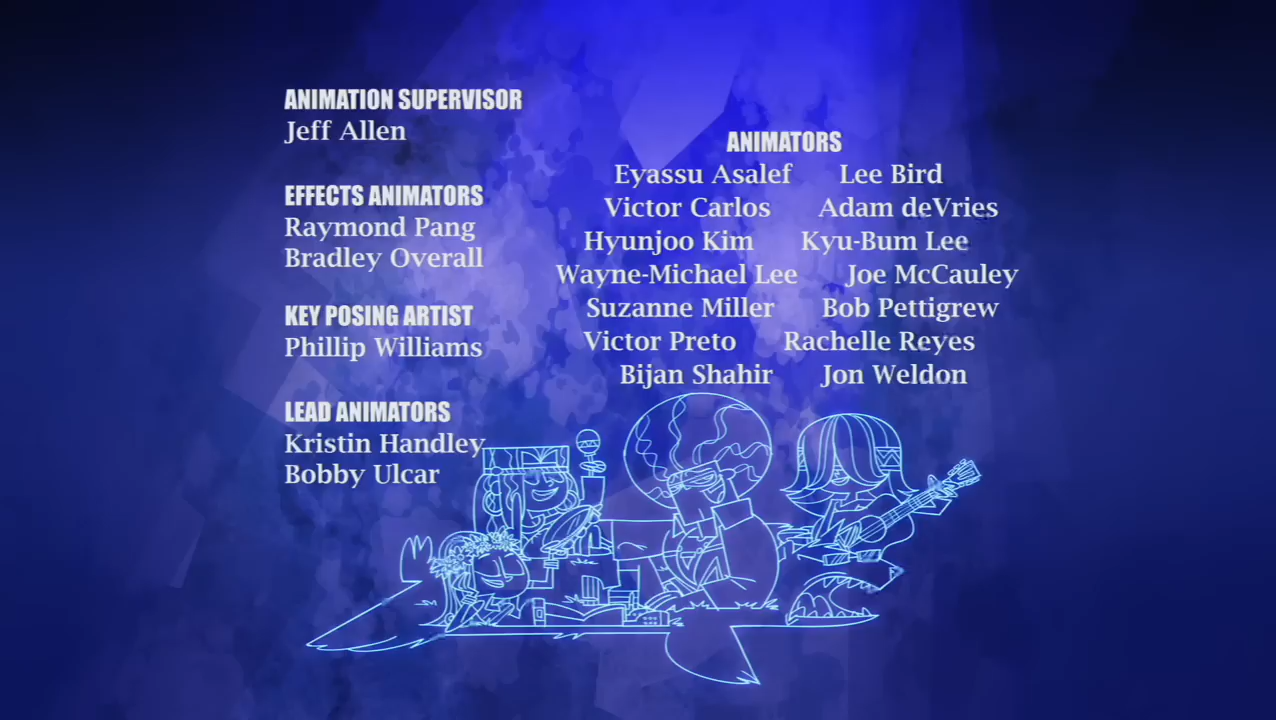 ANIMATION SUPERVISOR
Jeff Allen
EFFECTS ANIMATORS
Raymond Pang
Bradley Overall
KEY POSING ARTIST
Phillip Williams
LEAD ANIMATORS
Kristin Handley
Bobby Ulcar
ANIMATORS
Eyassu Asalef Lee Bird
Victor Carlos Adam deVries
Hyunjoo Kim Kyu-Bum Lee
Wayne-Michael Lee Joe McCauley
Suzanne Miller Bob Pettigrew
Victor Preto Rachelle Reyes
Bijan Shahir Jon Weldon